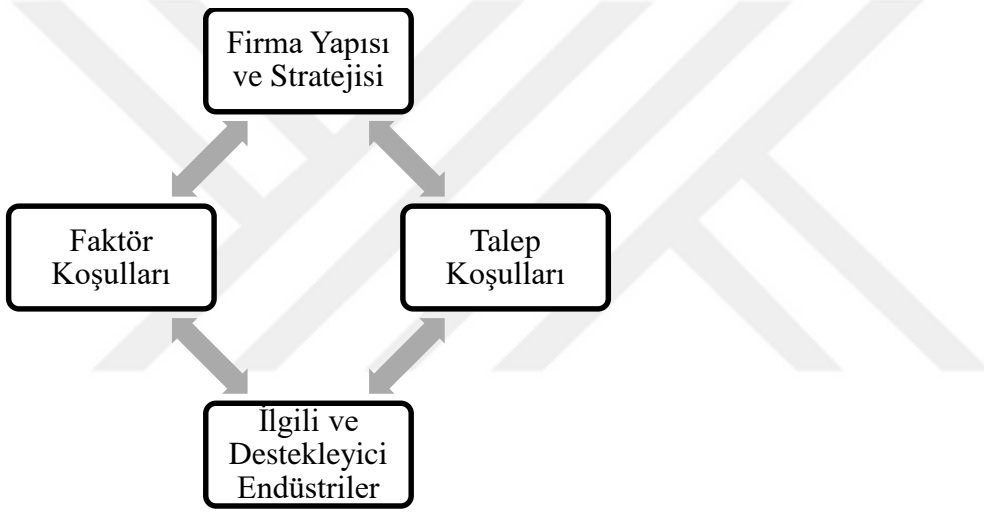 Firma Yapısı
ve Stratejisi
Faktör
Koşulları
Talep
Koşulları
İlgili ve
Destekleyici
Endüstriler